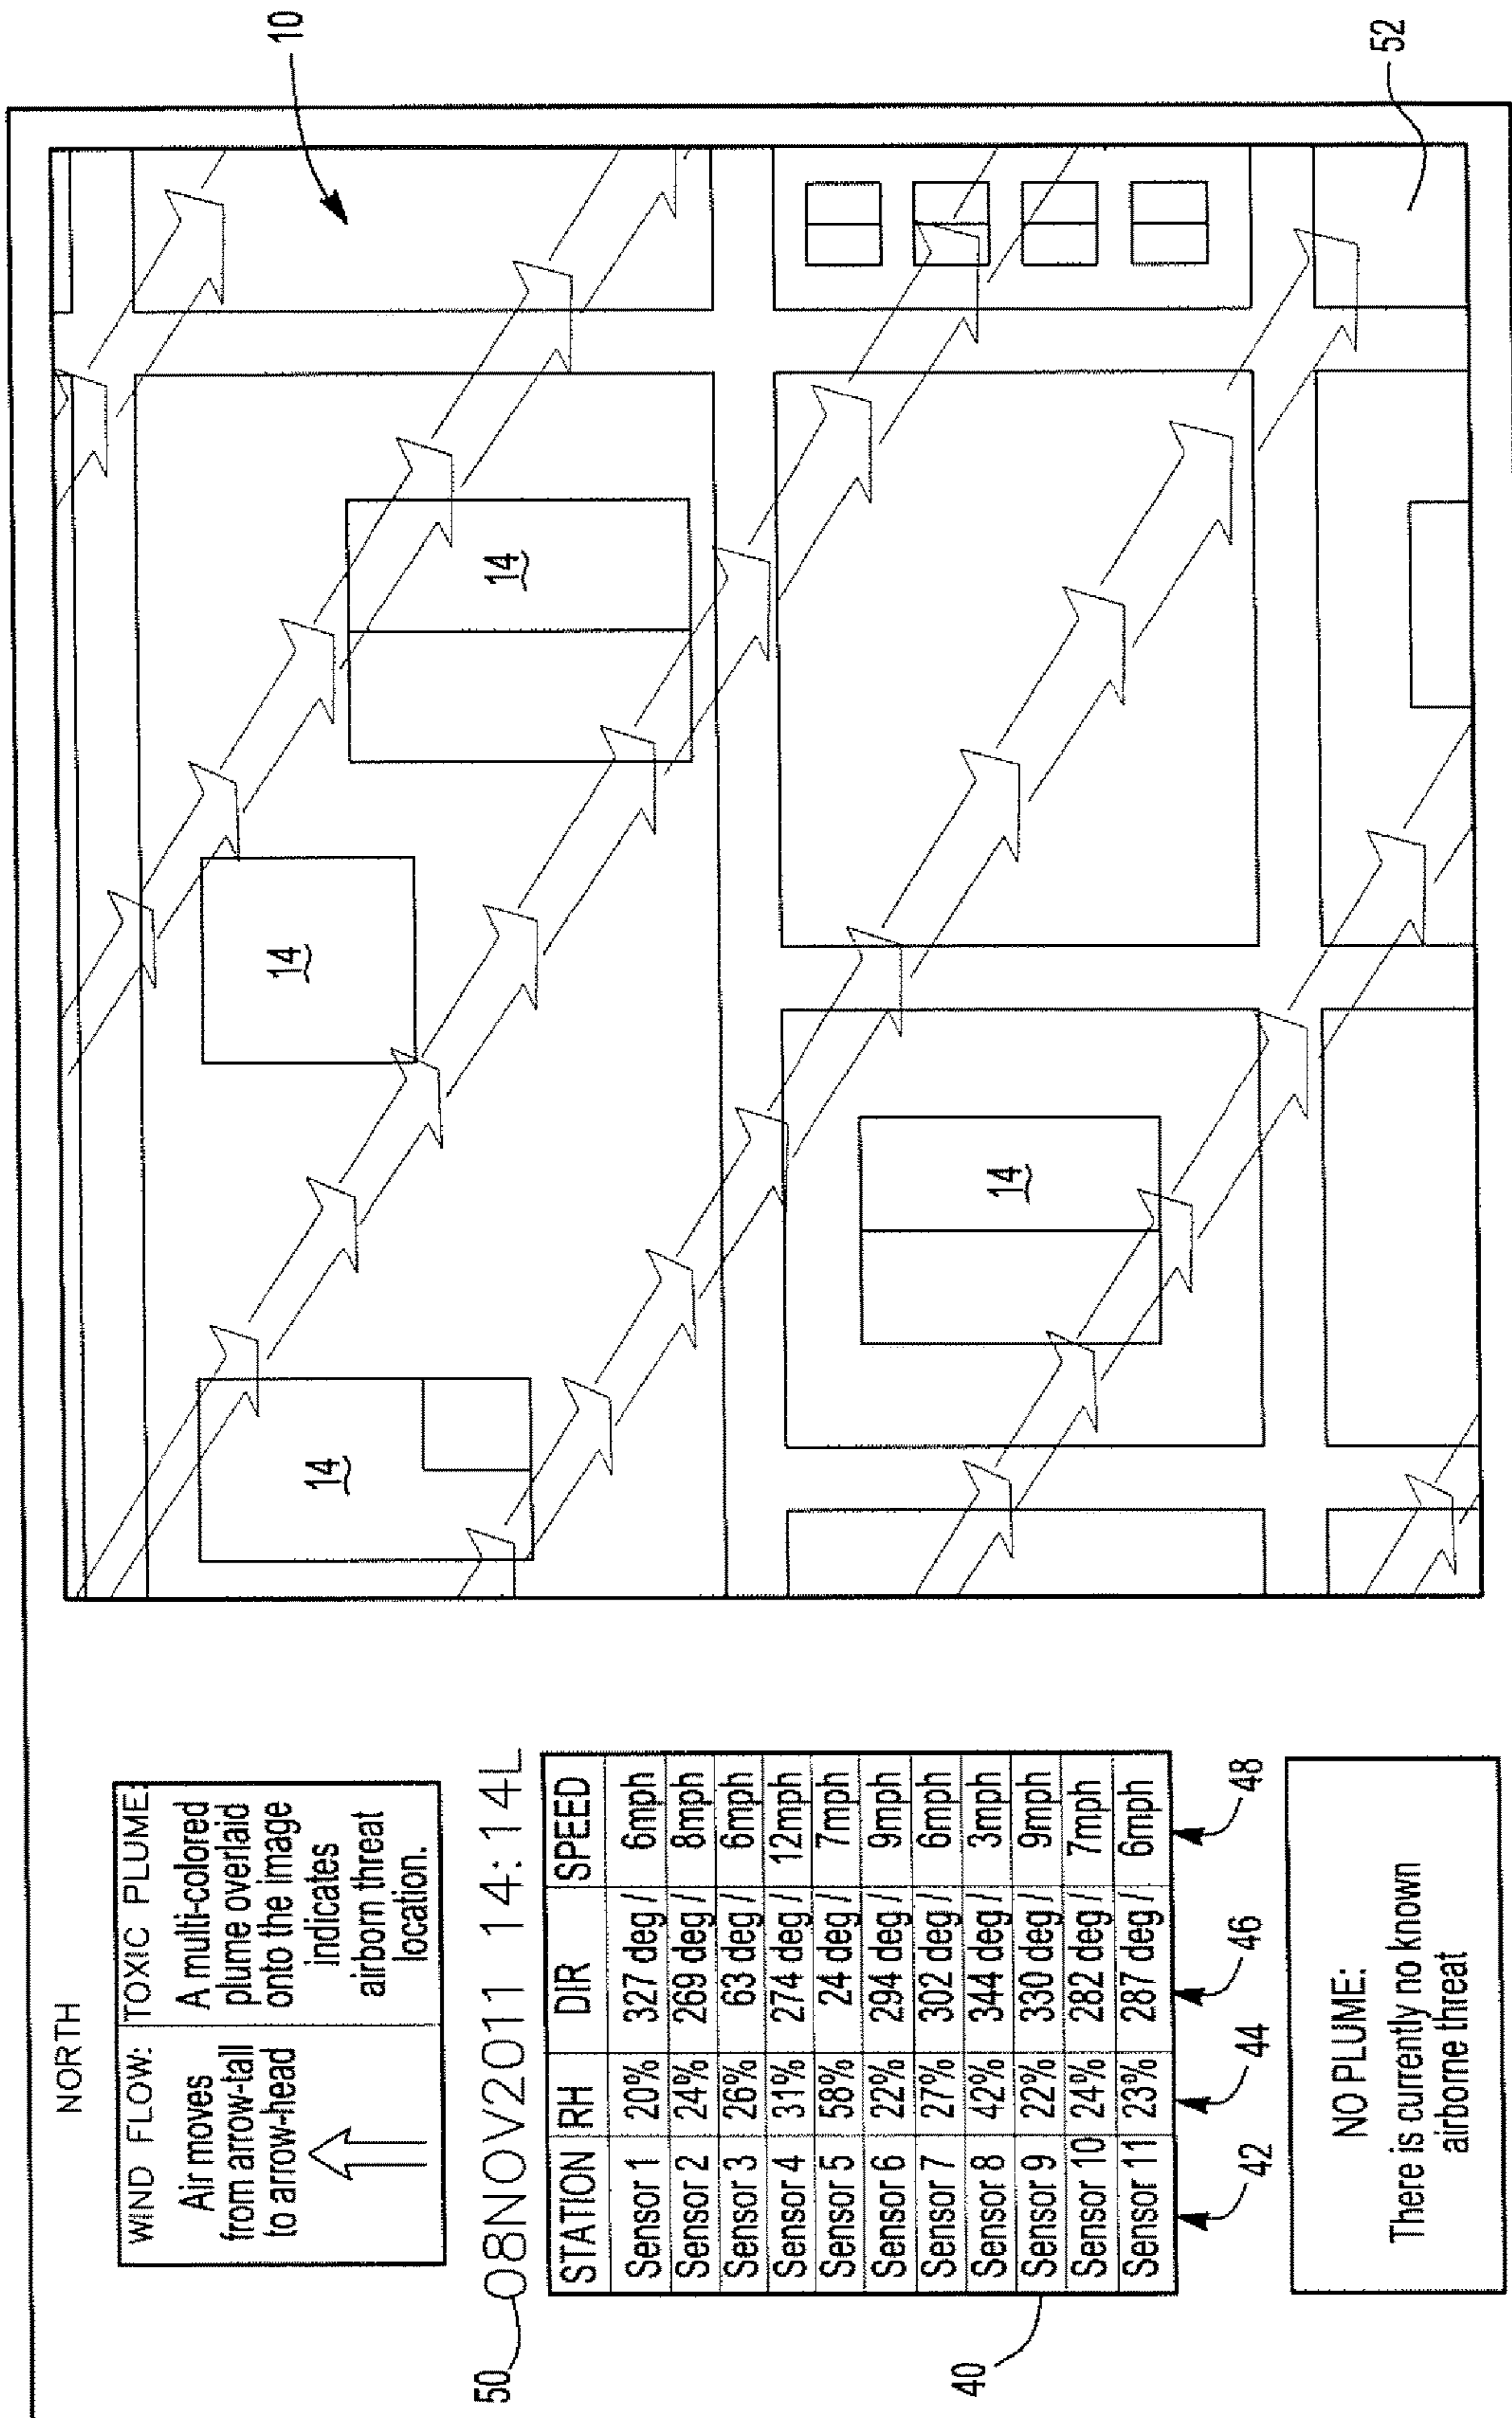 NORTH
WIND FLOW:
Air moves
from arrow-tall
to arrow-head
TOXIC PLUME:
A multi-colored
plume overlaid
onto the image
indicates
airborn threat
location.
50
08NOV2011 14:14L
STATION RH DIR SPEED
Sensor 1 20% 327 deg / 6mph
Sensor 2 24% 269 deg / 8mph
Sensor 3 26% 63 deg / 6mph
Sensor 4 31% 274 deg / 12mph
Sensor 5 58% 24 deg / 7mph
Sensor 6 22% 294 deg / 9mph
Sensor 7 27% 302 deg / 6mph
Sensor 8 42% 344 deg / 3mph
Sensor 9 22% 330 deg / 9mph
Sensor 10 24% 282 deg / 7mph
Sensor 11 23% 287 deg / 6mph
40
42 44 46 48
NO PLUME:
There is currently no known
airborne threat
10
14
14
14
14
52